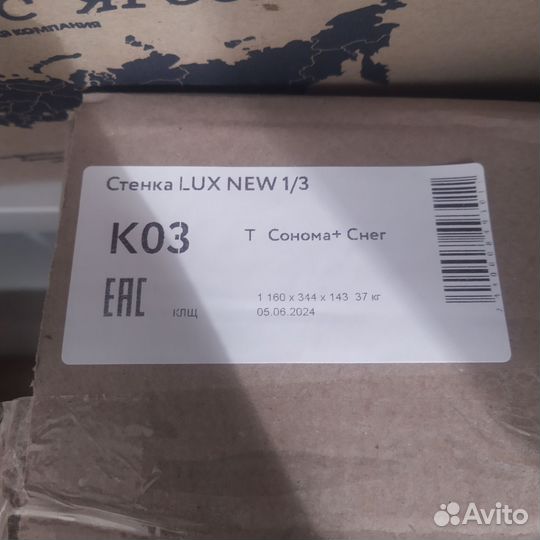 Я КОМПАНИЯ
Стенка LUX NEW 1/3
К03 Т Сонома+ Снег
ЕАС
клщ
1 160 x 344 x 143 37 кг
05.06.2024
Avito